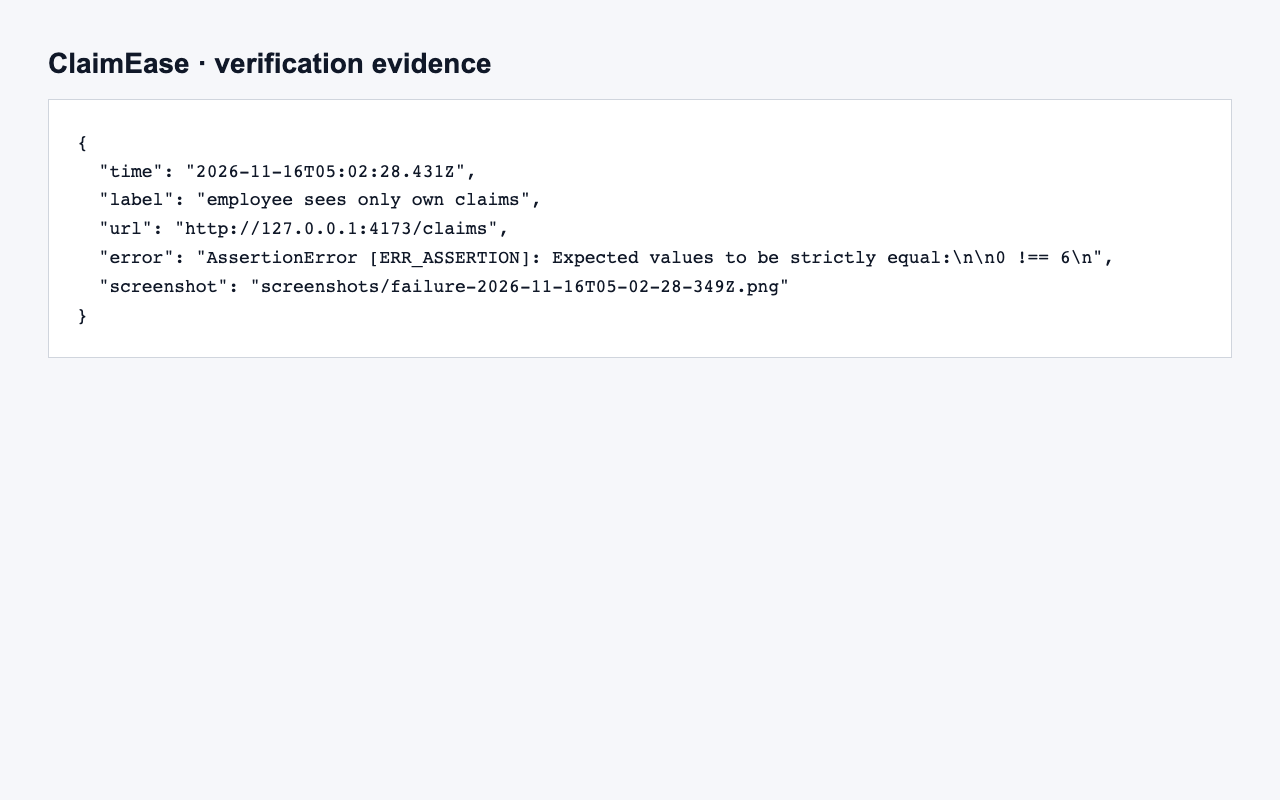 ClaimEase · verification evidence
{
  "time": "2026-11-16T05:02:28.431Z",
  "label": "employee sees only own claims",
  "url": "http://127.0.0.1:4173/claims",
  "error": "AssertionError [ERR_ASSERTION]: Expected values to be strictly equal:\n\n0 !== 6\n",
  "screenshot": "screenshots/failure-2026-11-16T05-02-28-349Z.png"
}